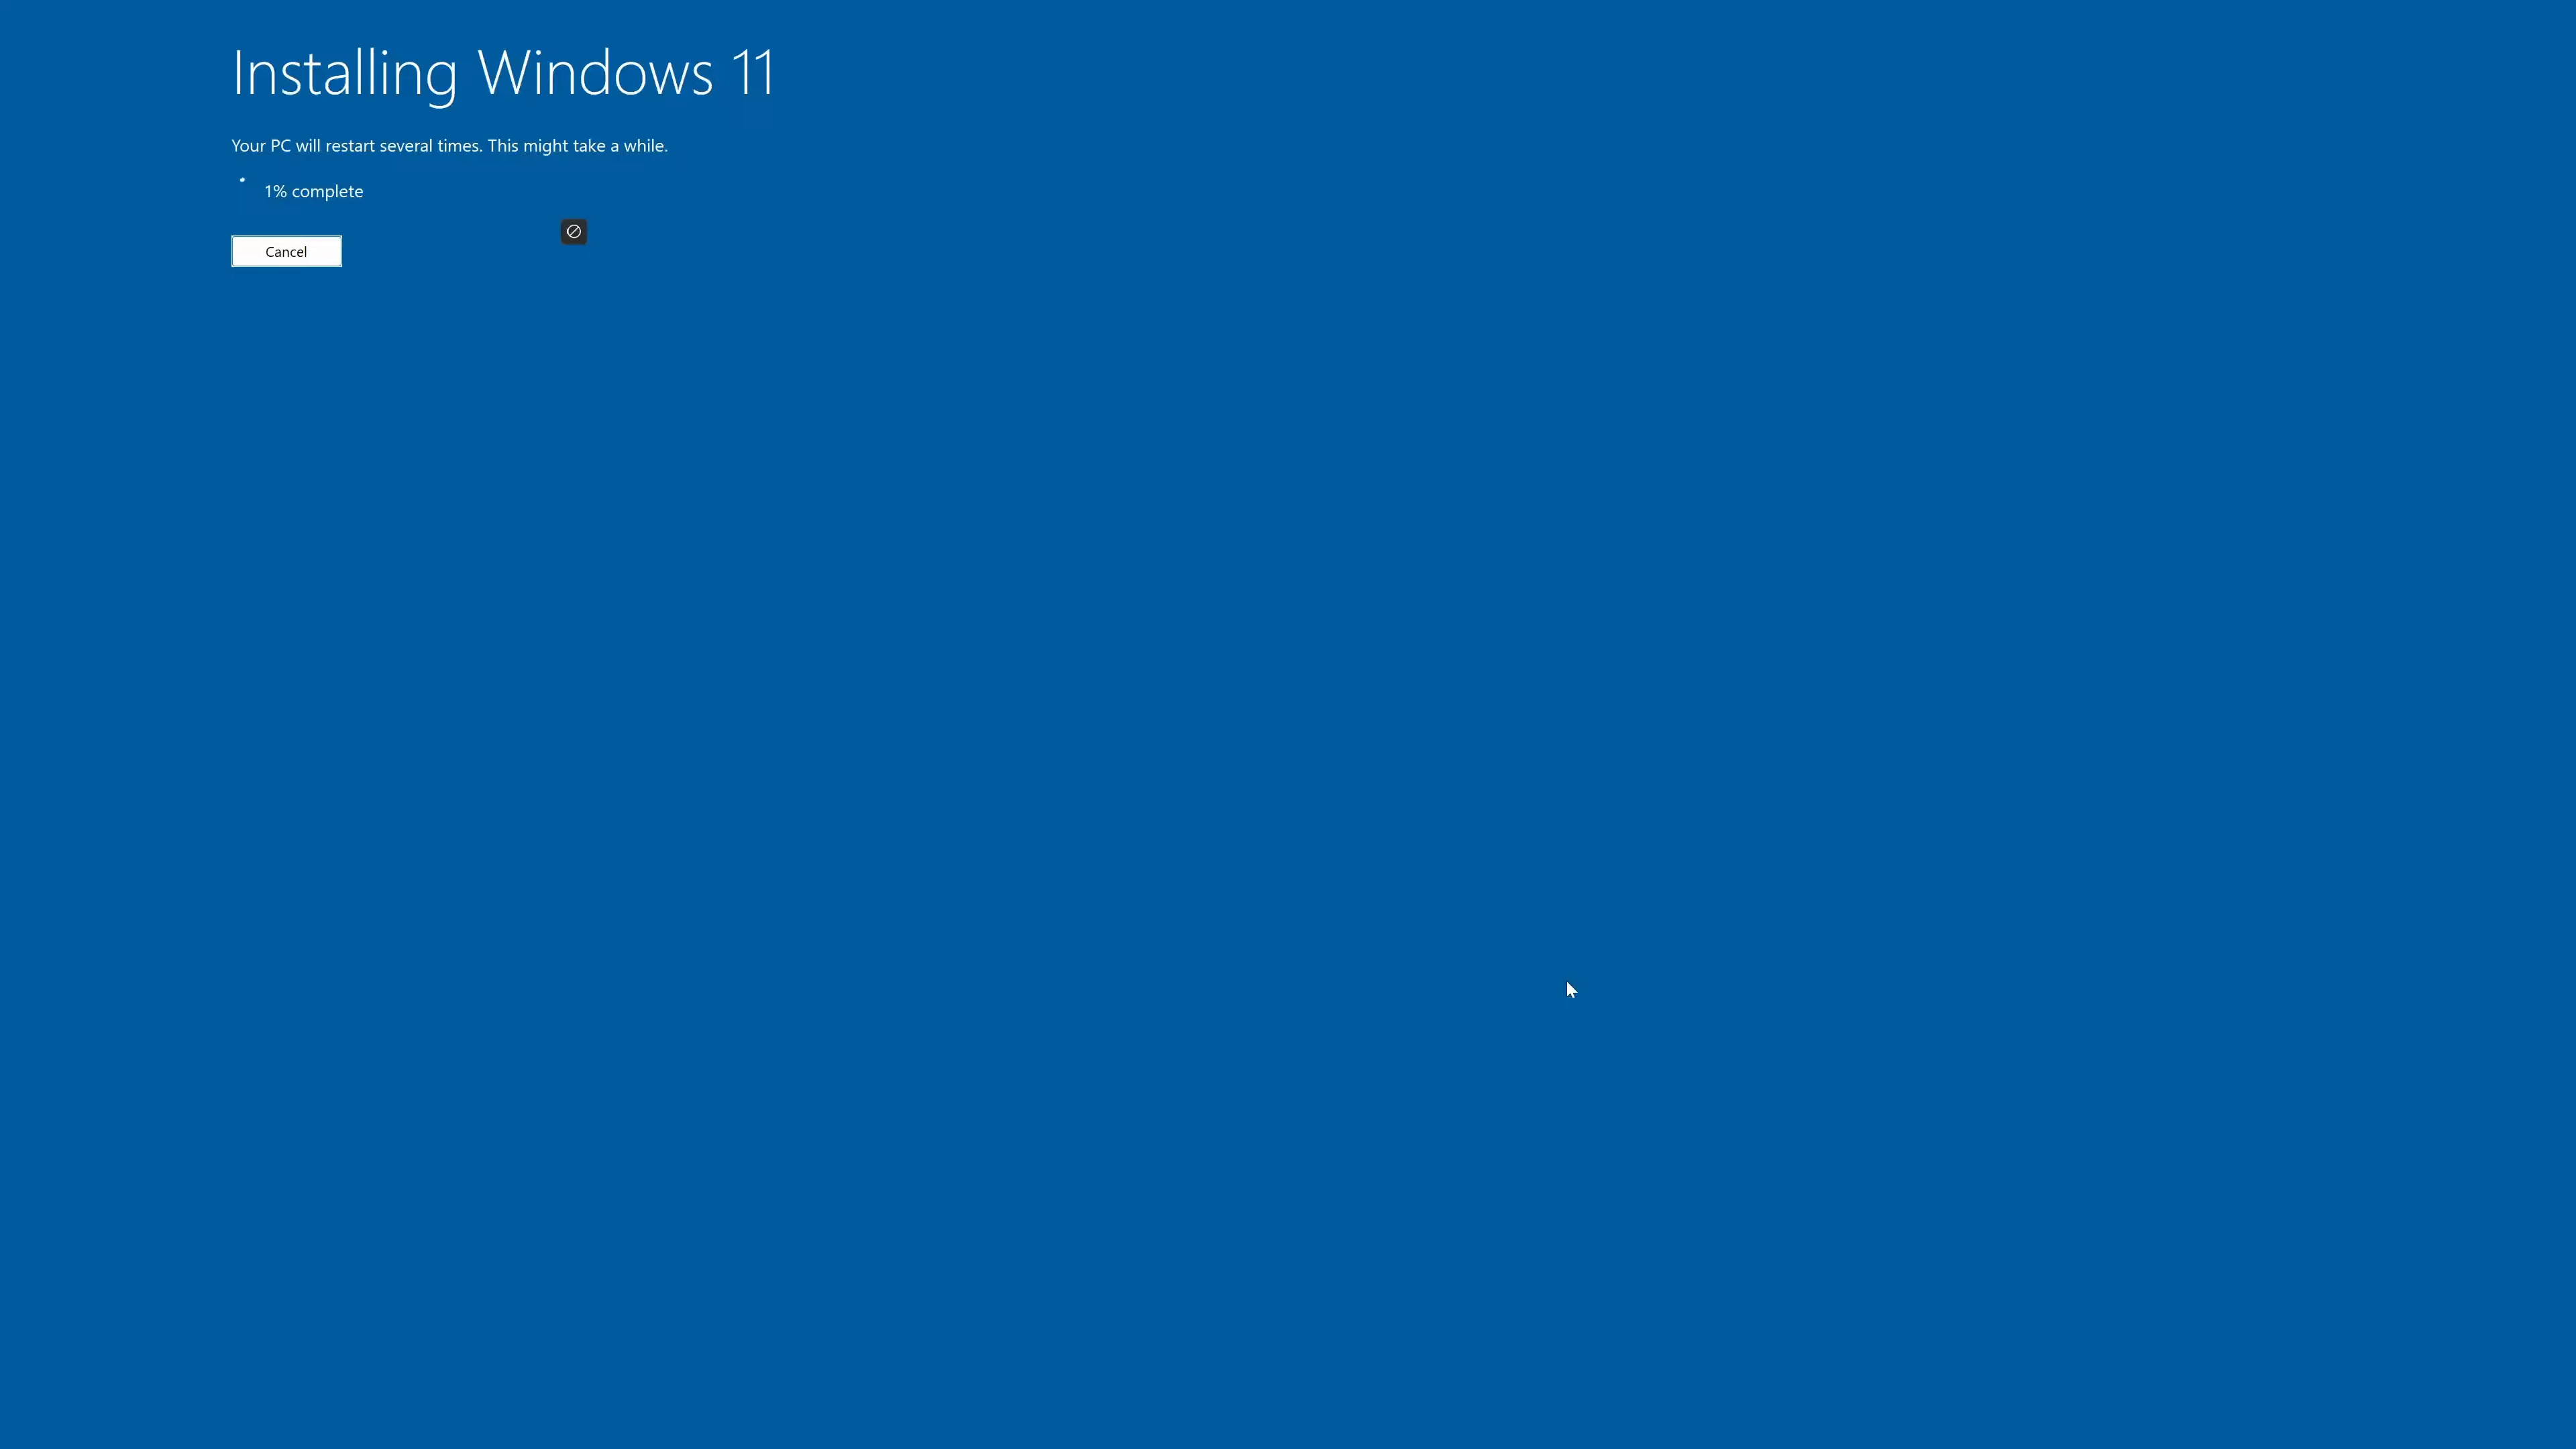 Installing Windows 11
Your PC will restart several times. This might take a while.
1% complete
Cancel